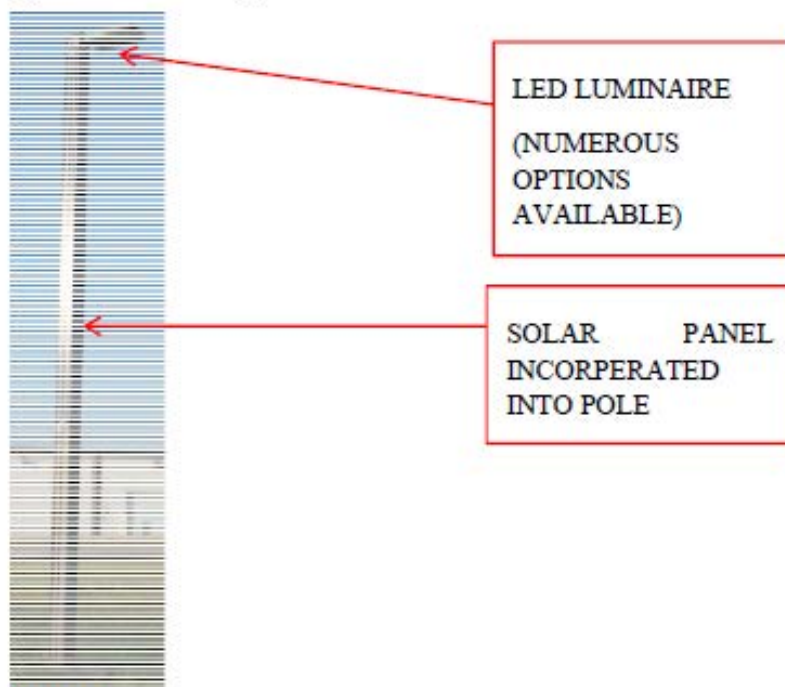 LED LUMINAIRE
(NUMEROUS
OPTIONS
AVAILABLE)
SOLAR PANEL
INCORPERATED
INTO POLE